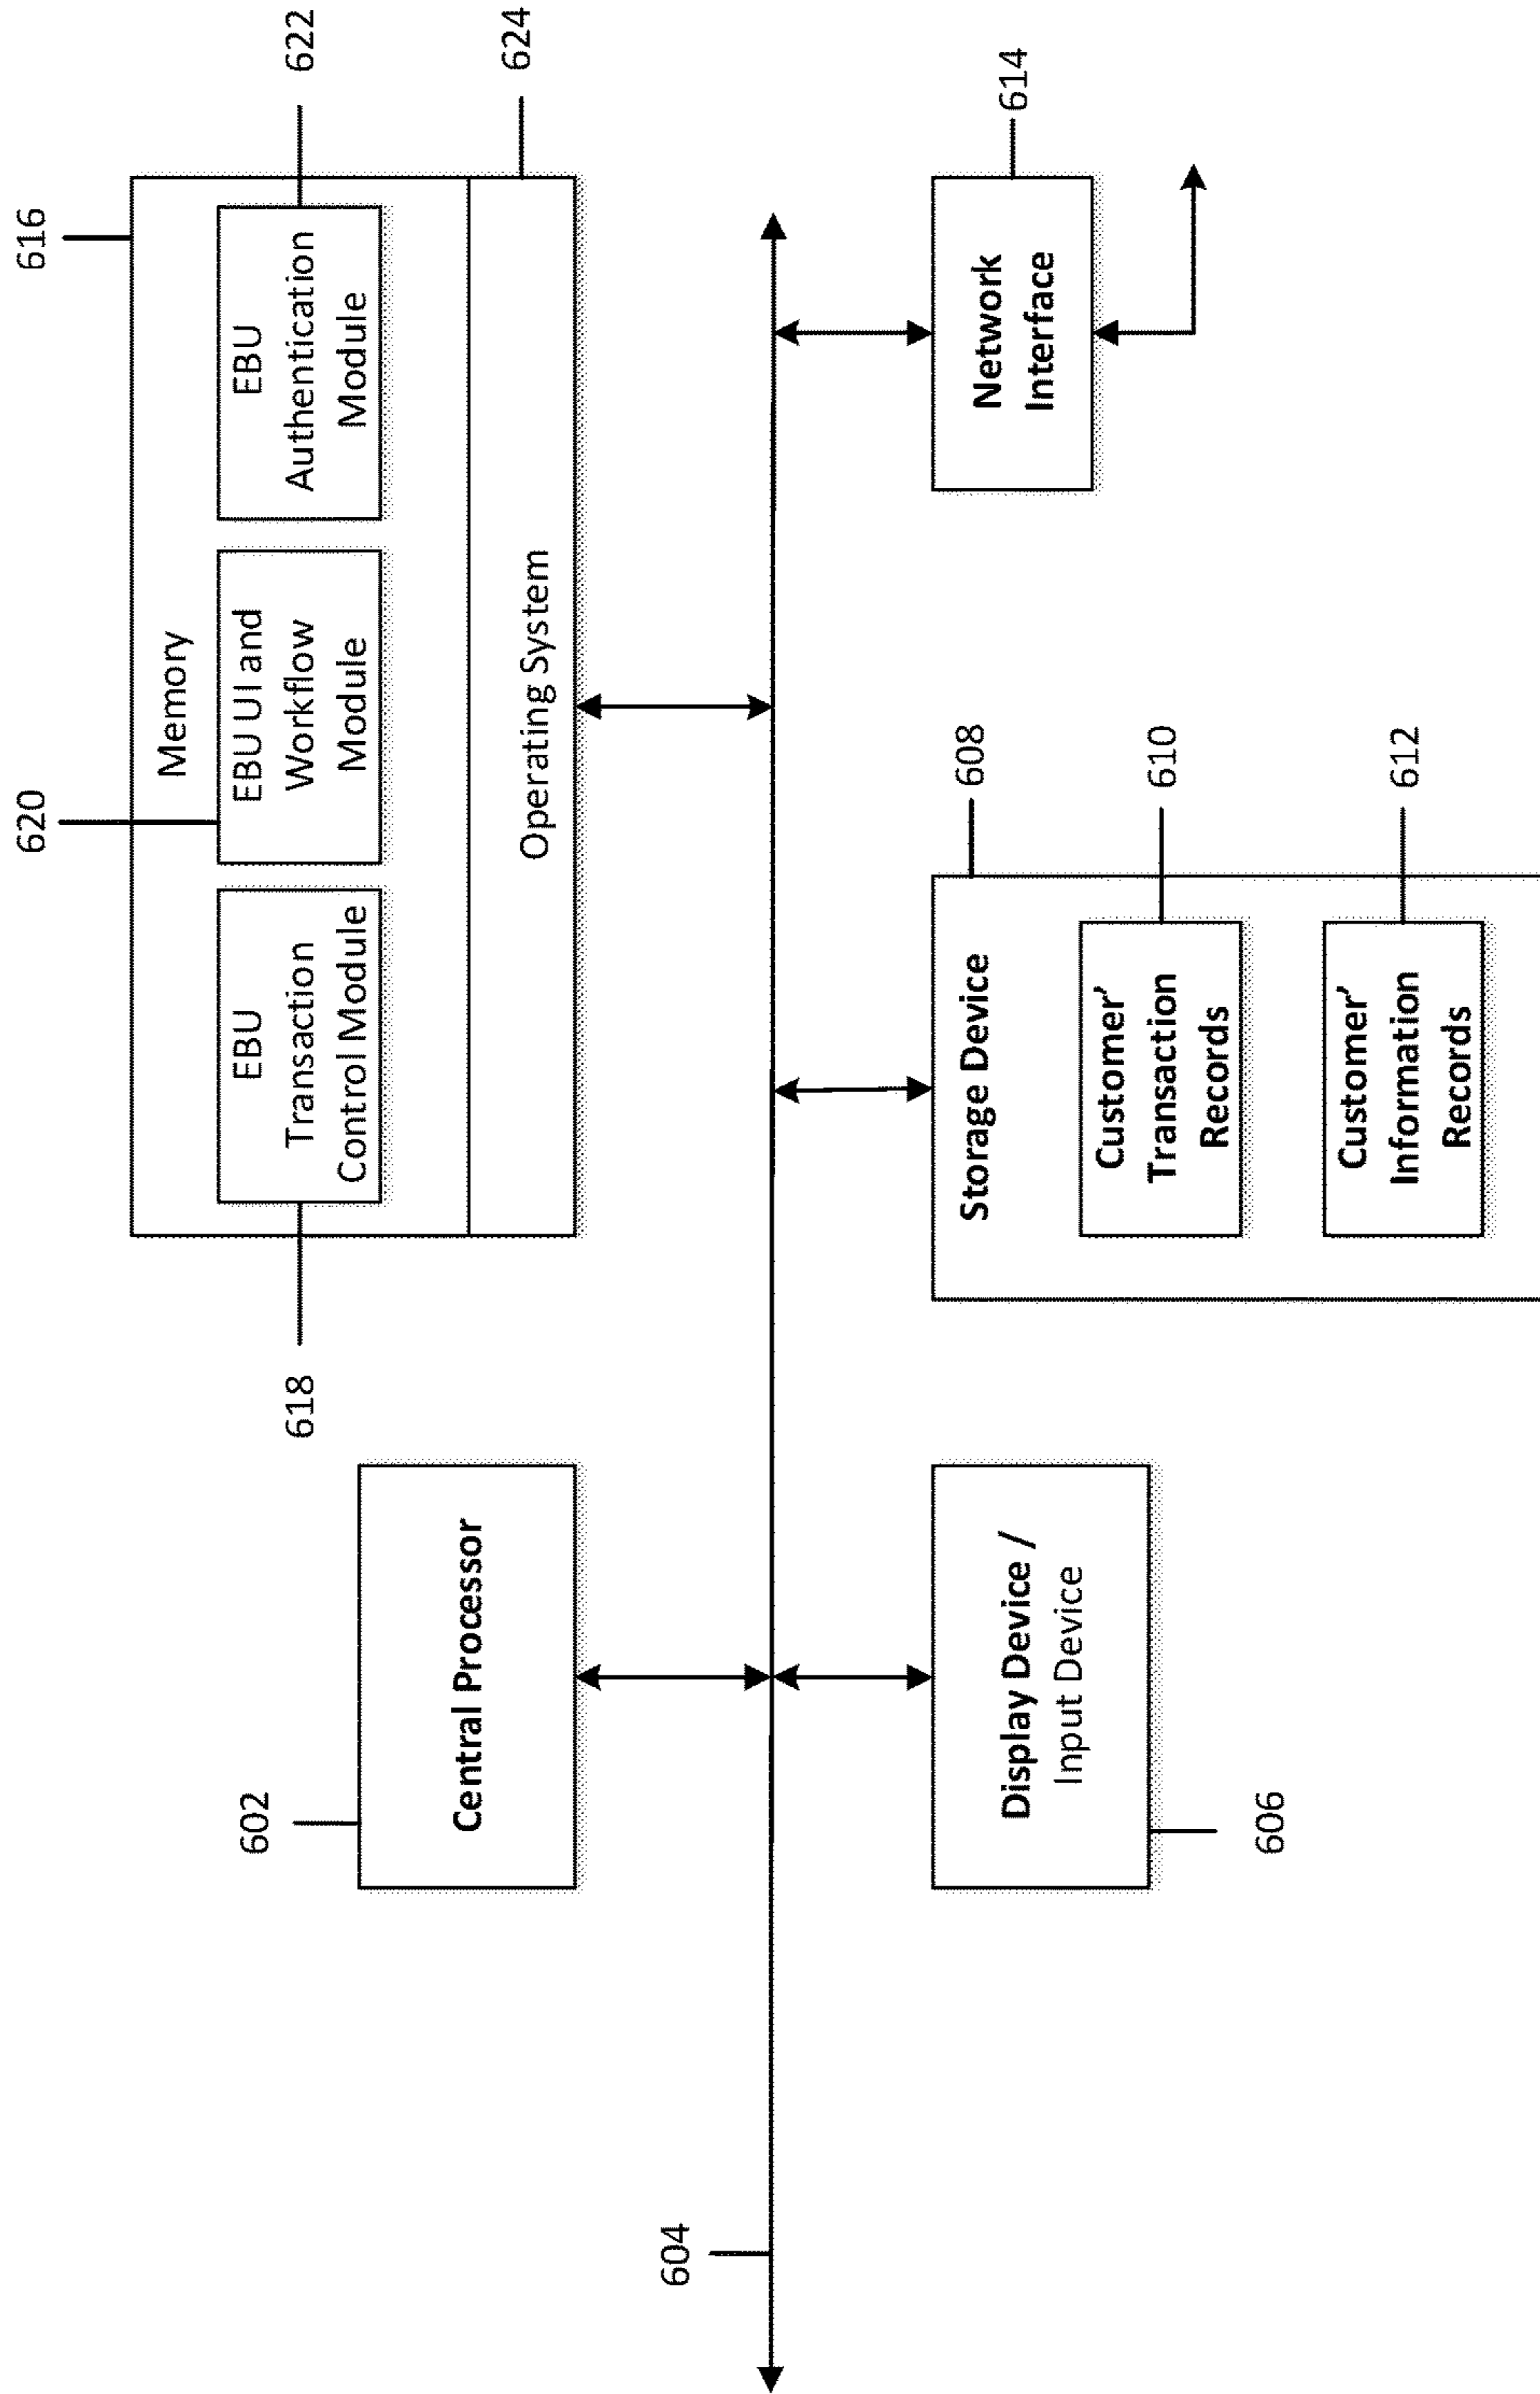 616
620
Memory
EBU
Transaction
Control Module
EBU UI and
Workflow
Module
EBU
Authentication
Module
618
622
Operating System
624
602
Central Processor
604
Display Device /
Input Device
606
Storage Device
608
Customer’
Transaction
Records
610
Customer’
Information
Records
612
Network
Interface
614